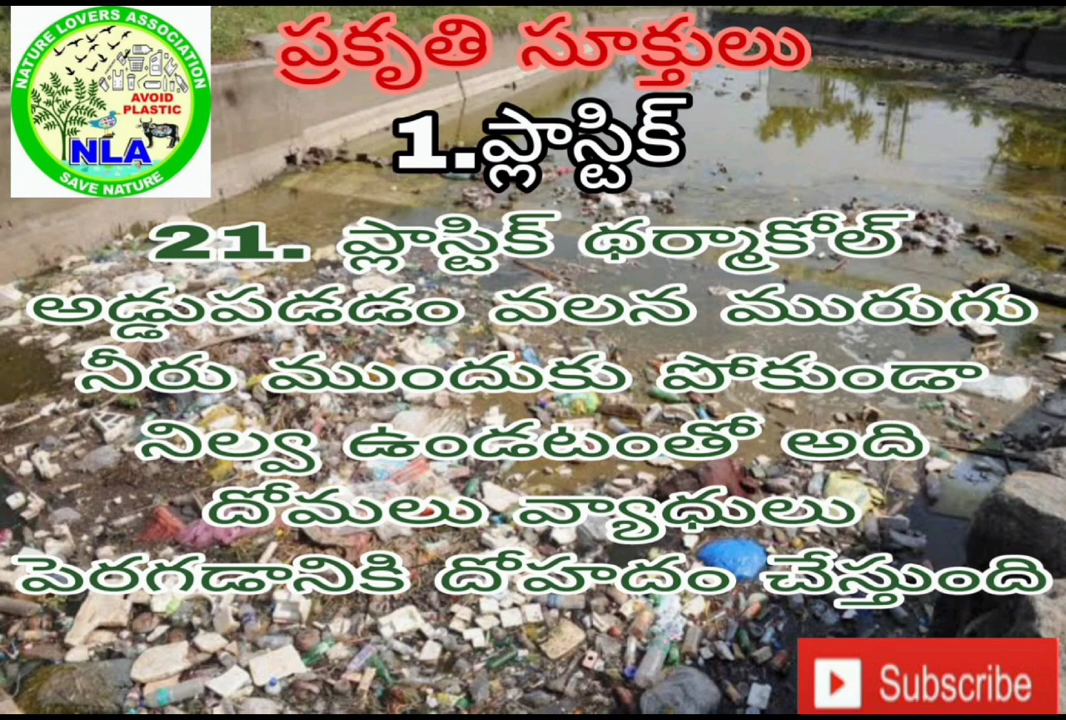 NATURE LOVERS ASSOCIATION
AVOID
PLASTIC
NLA
SAVE NATURE
ప్రకృతి సూక్తులు
1.ప్లాస్టిక్
21. ప్లాస్టిక్ థర్మాకోల్
అడ్డుపడడం వలన మురుగు
నీరు ముందుకు పోకుండా
నిల్వ ఉండటంతో అది
దోమలు వ్యాధులు
పెరగడానికి దోహదం చేస్తుంది
Subscribe